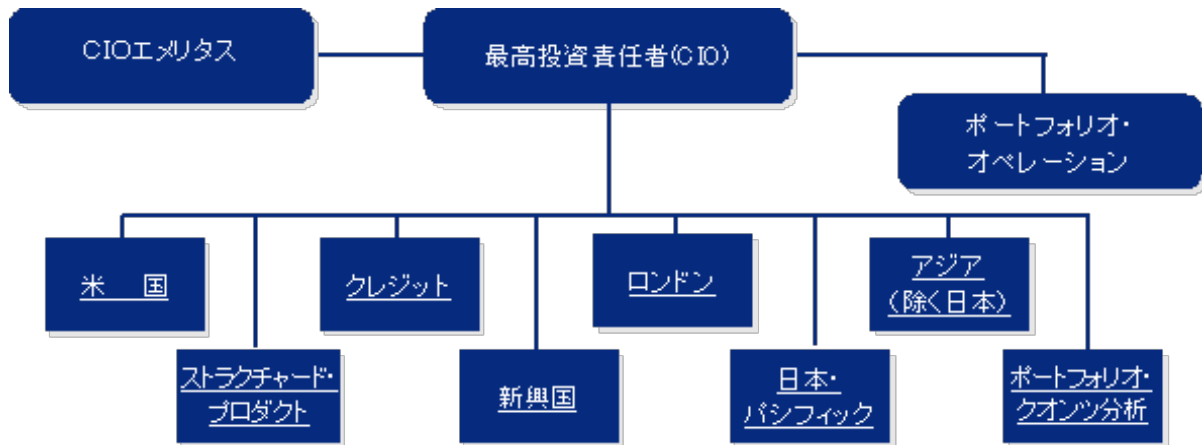 CIOエメリタス
最高投資責任者(CIO)
ポートフォリオ・
オペレーション
米 国
クレジット
ロンドン
アジア
(除く日本)
ストラクチャード・
プロダクト
新興国
日本・
パシフィック
ポートフォリオ・
クオンツ分析